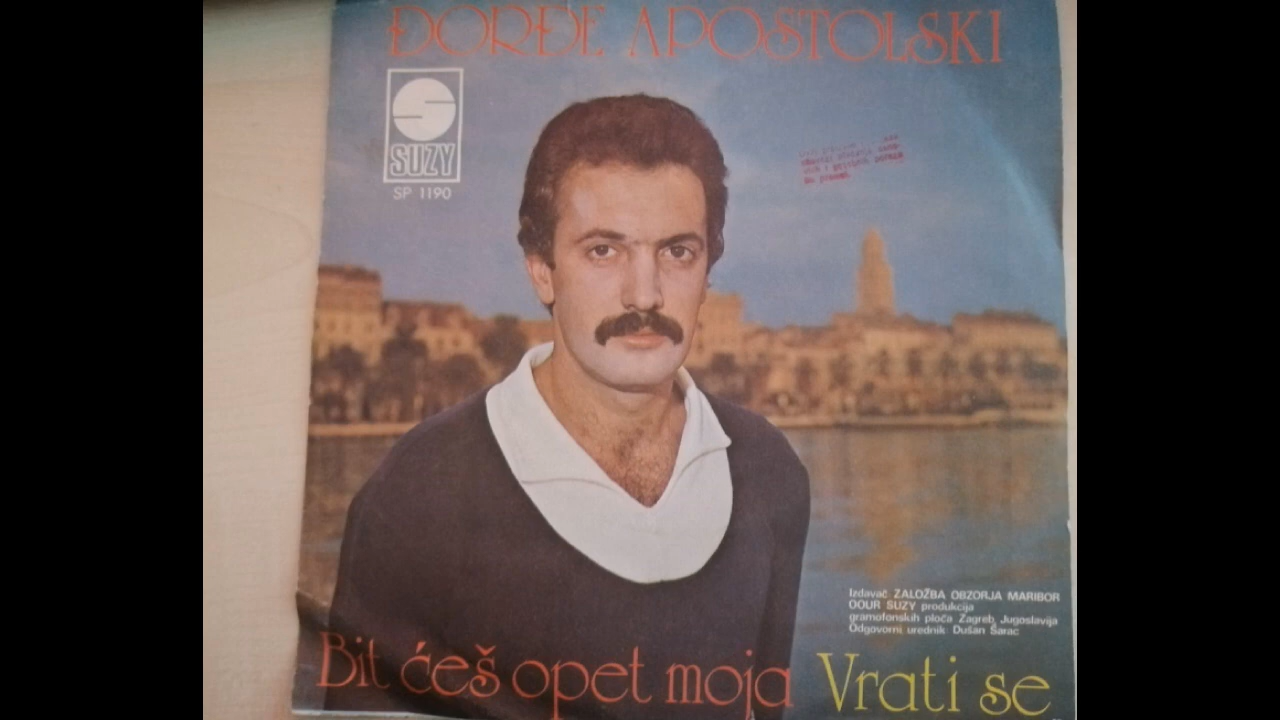 ĐORĐE APOSTOLSKI
SUZY
SP 1190
Izdavač ZALOŽBA OBZORJA MARIBOR
OOUR SUZY produkcija
gramofonskih ploča Zagreb, Jugoslavija
Odgovorni urednik: Dušan Šarac
Bit ćeš opet moja Vrati se